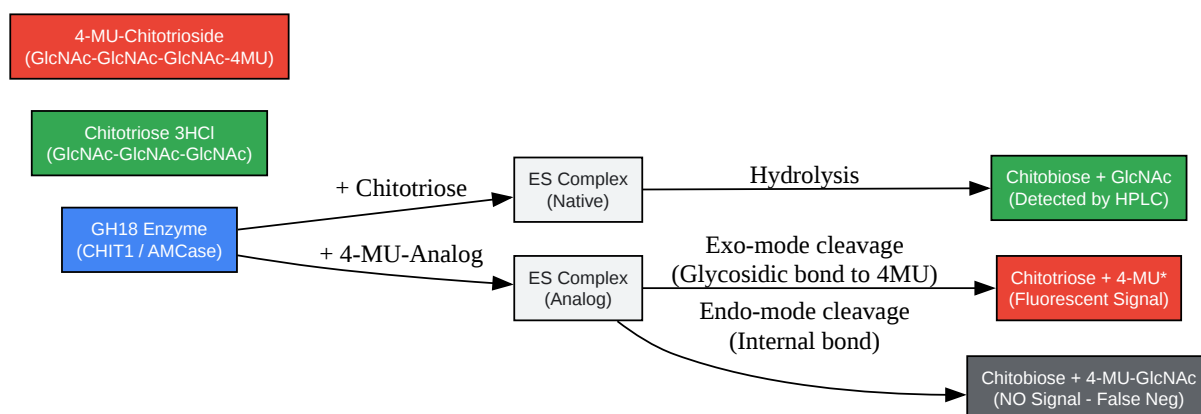 4-MU-Chitotrioside
(GlcNAc-GlcNAc-GlcNAc-4MU)
Chitotriose 3HCl
(GlcNAc-GlcNAc-GlcNAc)
GH18 Enzyme
(CHIT1 / AMCase)
+ Chitotriose
+ 4-MU-Analog
ES Complex
(Native)
ES Complex
(Analog)
Hydrolysis
Exo-mode cleavage
(Glycosidic bond to 4MU)
Endo-mode cleavage
(Internal bond)
Chitobiose + GlcNAc
(Detected by HPLC)
Chitotriose + 4-MU*
(Fluorescent Signal)
Chitobiose + 4-MU-GlcNAc
(NO Signal - False Neg)